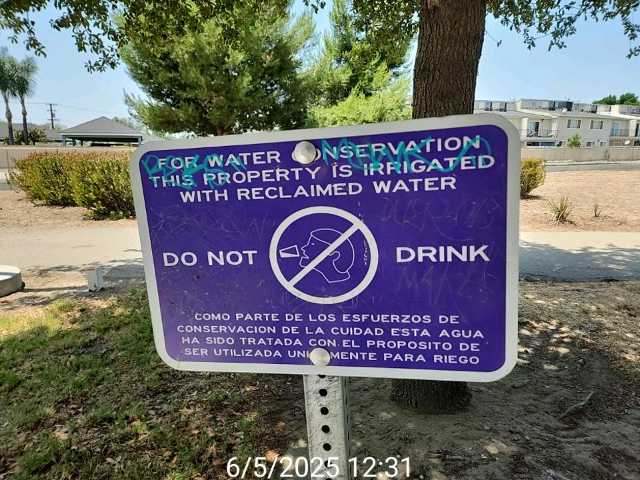 FOR WATER CONSERVATION
THIS PROPERTY IS IRRIGATED
WITH RECLAIMED WATER
DO NOT DRINK
COMO PARTE DE LOS ESFUERZOS DE
CONSERVACION DE LA CUIDAD ESTA AGUA
HA SIDO TRATADA CON EL PROPOSITO DE
SER UTILIZADA UNICAMENTE PARA RIEGO
6/5/2025 12:31